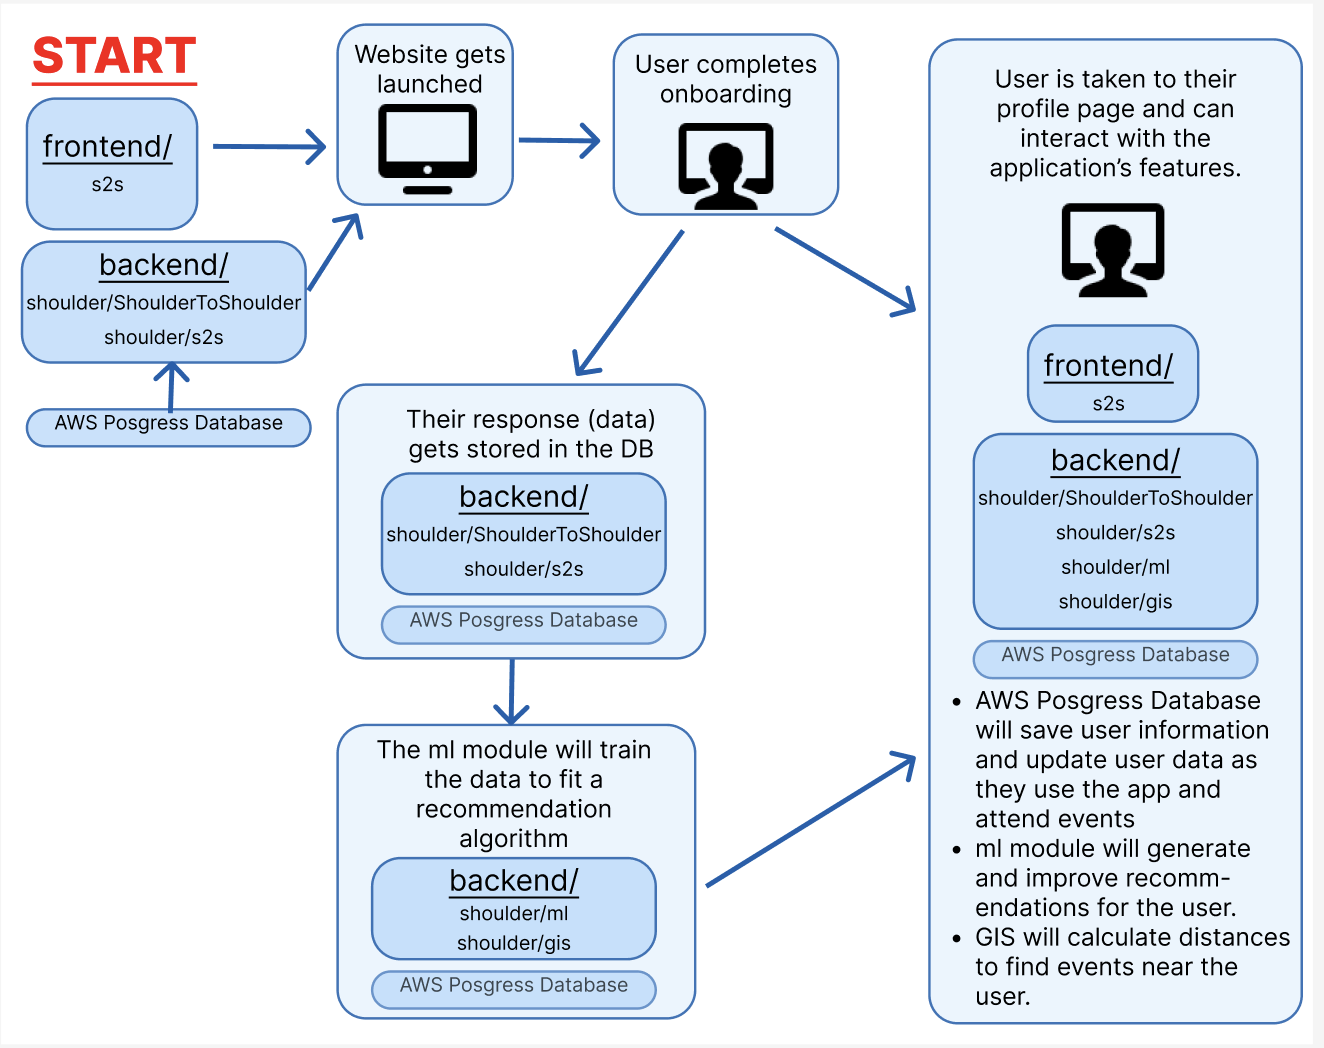 START
frontend/
s2s
backend/
shoulder/ShoulderToShoulder
shoulder/s2s
AWS Posgress Database
Website gets
launched
User completes
onboarding
Their response (data)
gets stored in the DB
backend/
shoulder/ShoulderToShoulder
shoulder/s2s
AWS Posgress Database
The ml module will train
the data to fit a
recommendation
algorithm
backend/
shoulder/ml
shoulder/gis
AWS Posgress Database
User is taken to their
profile page and can
interact with the
application’s features.
frontend/
s2s
backend/
shoulder/ShoulderToShoulder
shoulder/s2s
shoulder/ml
shoulder/gis
AWS Posgress Database
• AWS Posgress Database
will save user information
and update user data as
they use the app and
attend events
• ml module will generate
and improve recomm-
endations for the user.
• GIS will calculate distances
to find events near the
user.